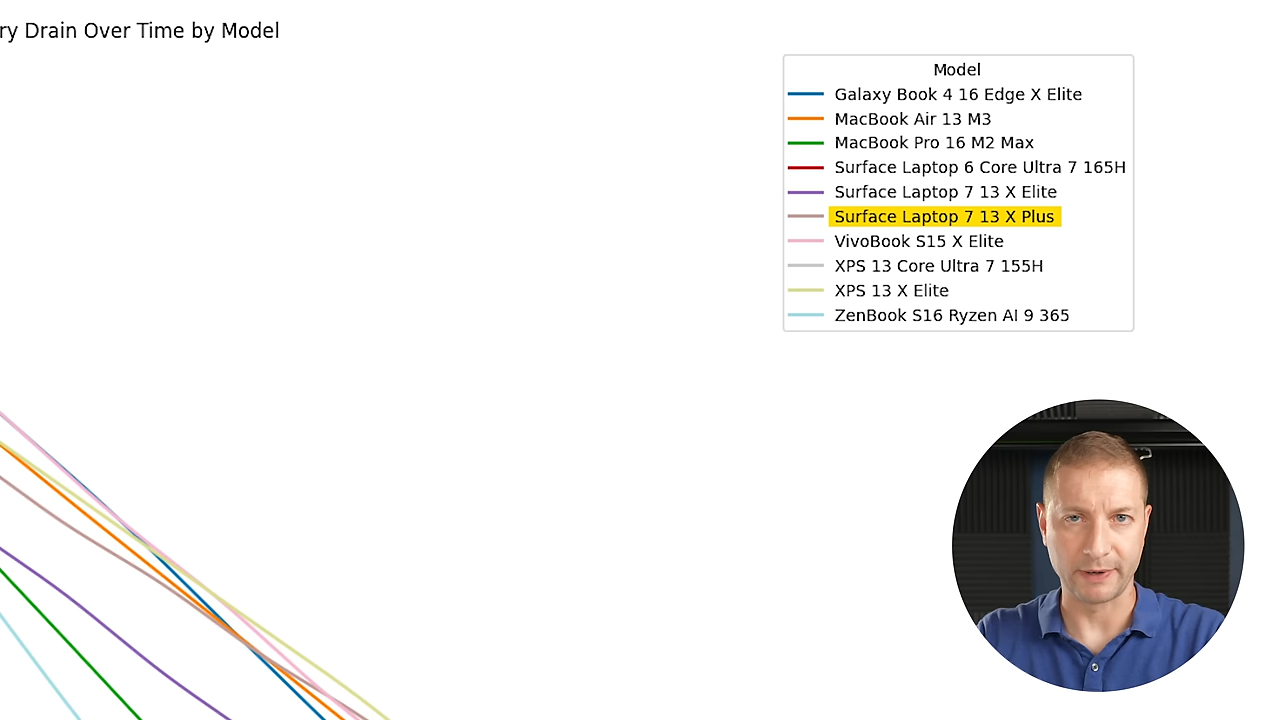 ry Drain Over Time by Model
Model
Galaxy Book 4 16 Edge X Elite
MacBook Air 13 M3
MacBook Pro 16 M2 Max
Surface Laptop 6 Core Ultra 7 165H
Surface Laptop 7 13 X Elite
Surface Laptop 7 13 X Plus
VivoBook S15 X Elite
XPS 13 Core Ultra 7 155H
XPS 13 X Elite
ZenBook S16 Ryzen AI 9 365